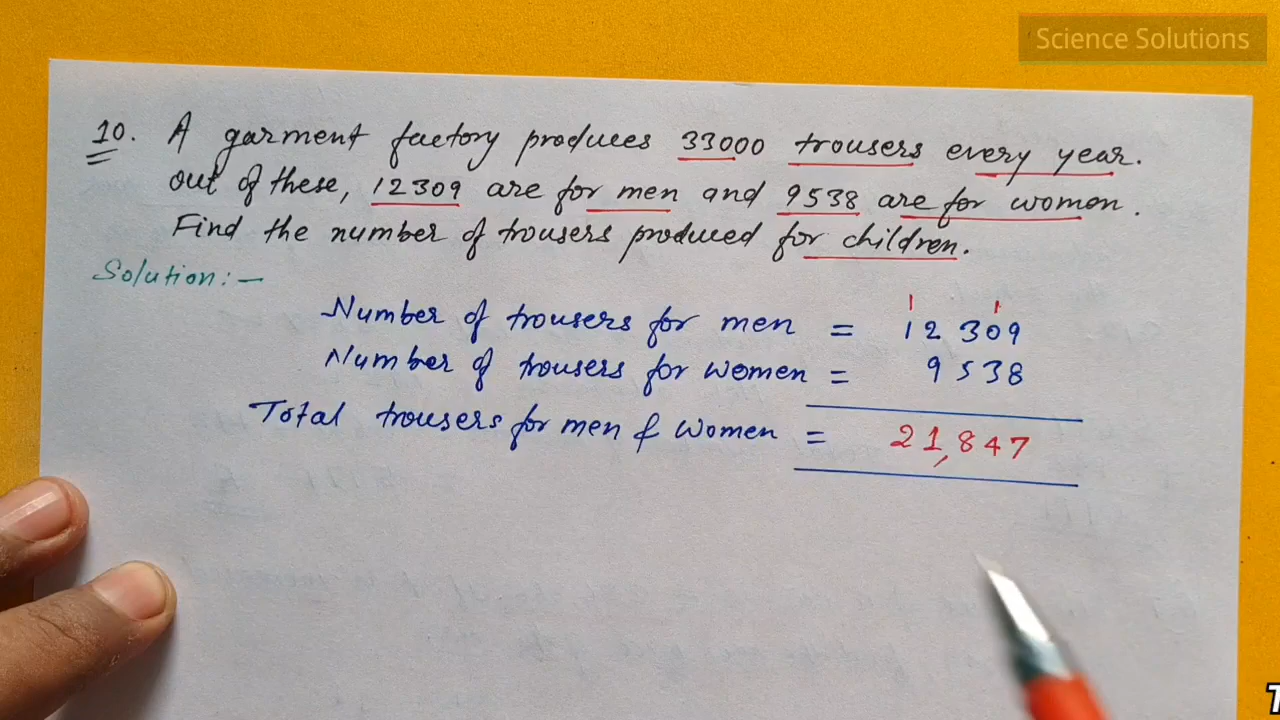 Science Solutions
10. A garment factory produces 33000 trousers every year.
out of these, 12309 are for men and 9538 are for women.
Find the number of trousers produced for children.
Solution:-
1 1
Number of trousers for men = 12309
Number of trousers for women = 9538
Total trousers for men & women = 21,847